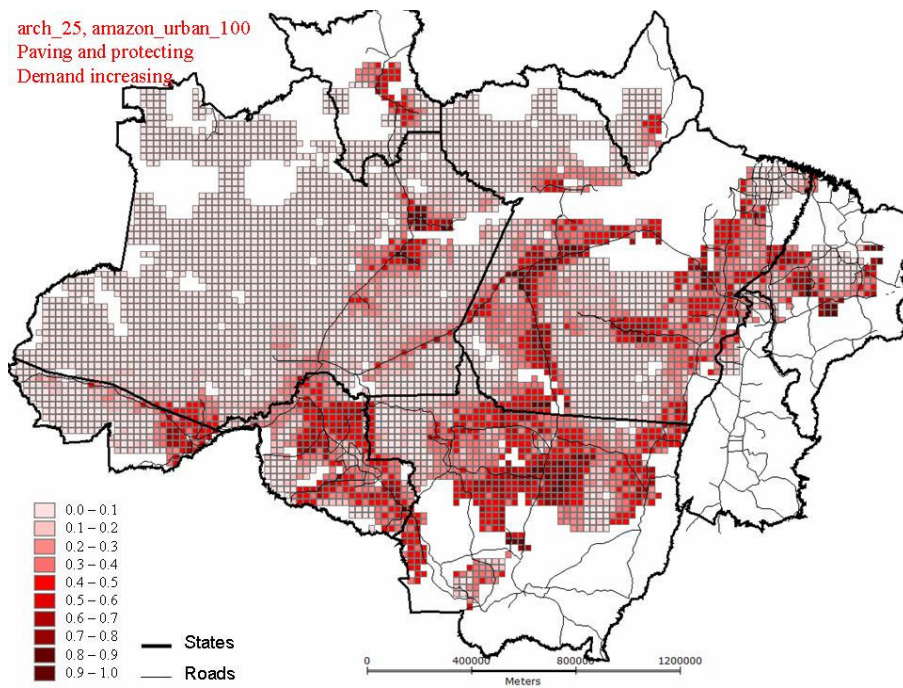 arch_25, amazon_urban_100
Paving and protecting
Demand increasing
0.0 – 0.1
0.1 – 0.2
0.2 – 0.3
0.3 – 0.4
0.4 – 0.5
0.5 – 0.6
0.6 – 0.7
0.7 – 0.8
0.8 – 0.9
0.9 – 1.0
States
Roads
0 400000 800000 1200000
Meters